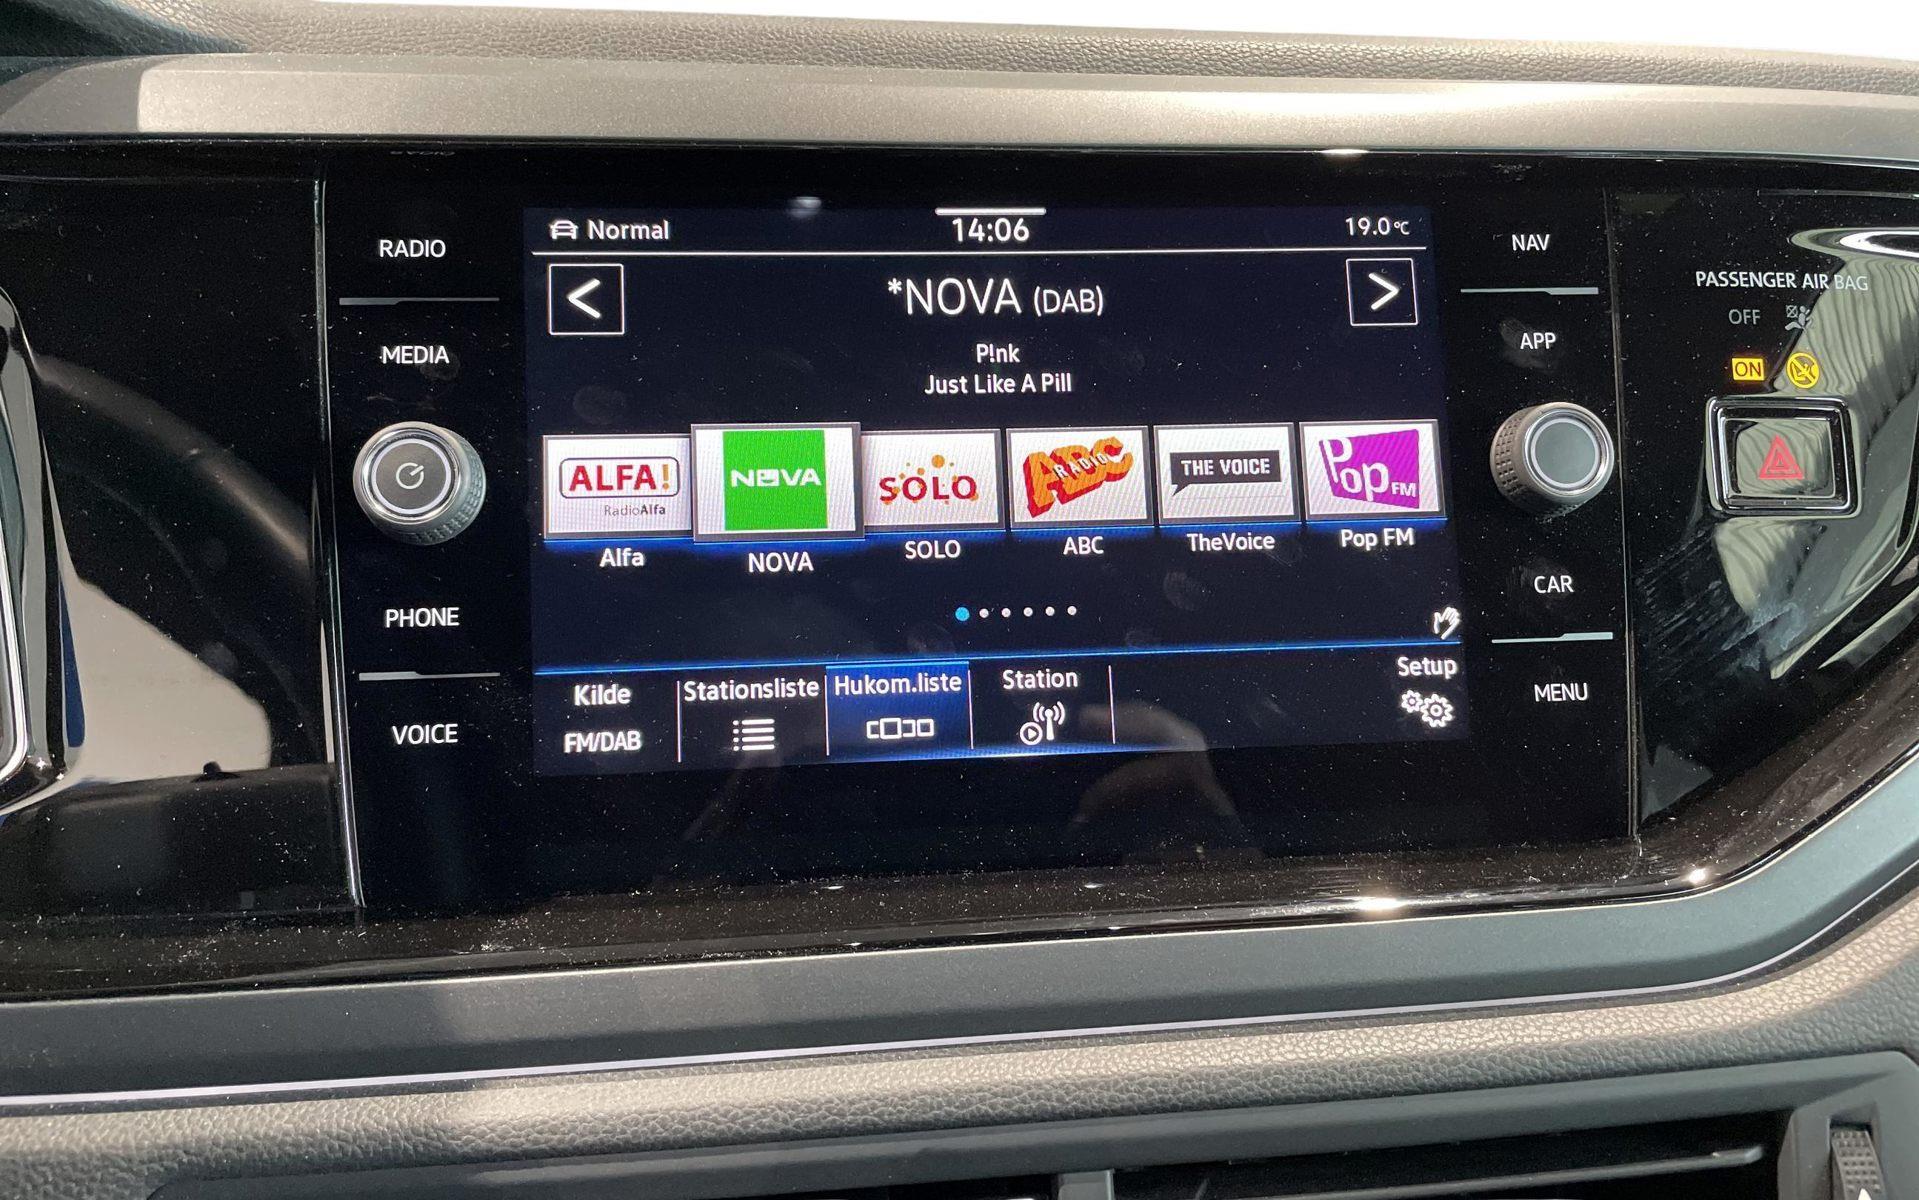 RADIO
MEDIA
PHONE
VOICE
Normal
14:06
19.0°C
<
*NOVA (DAB)
>
P!nk
Just Like A Pill
ALFA!
RadioAlfa
NOVA
SOLO
ABC
RADIO
THE VOICE
Pop FM
Alfa
NOVA
SOLO
ABC
TheVoice
Pop FM
Kilde
FM/DAB
Stationsliste
Hukom.liste
Station
Setup
NAV
APP
CAR
MENU
PASSENGER AIR BAG
OFF
ON